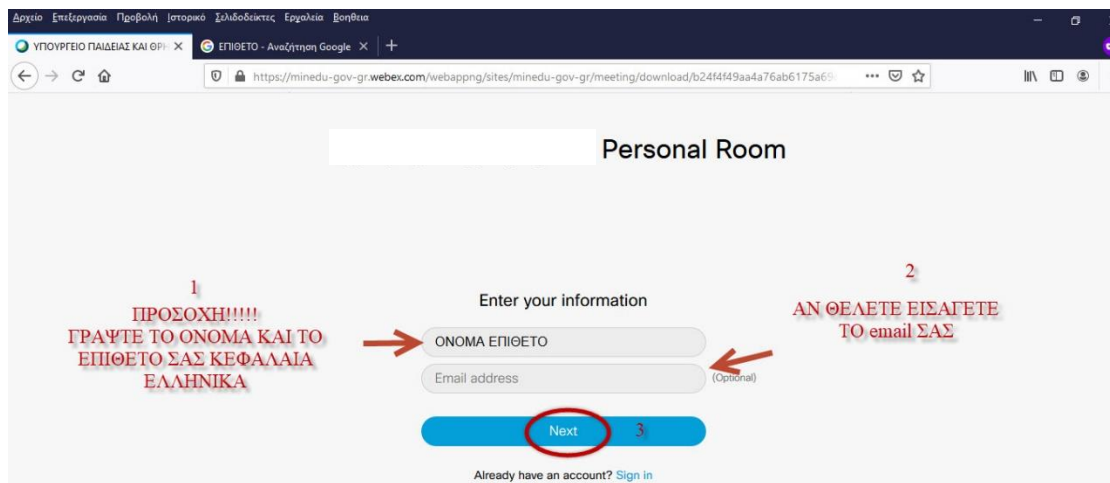 Αρχείο Επεξεργασία Προβολή Ιστορικό Σελιδοδείκτες Εργαλεία Βοήθεια
ΥΠΟΥΡΓΕΙΟ ΠΑΙΔΕΙΑΣ ΚΑΙ ΘΡΗ
ΕΠΙΘΕΤΟ - Αναζήτηση Google
https://minedu-gov-gr.webex.com/webappng/sites/minedu-gov-gr/meeting/download/b24f4f49aa4a76ab6175a69
Personal Room
1
ΠΡΟΣΟΧΗ!!!!!
ΓΡΑΨΤΕ ΤΟ ΟΝΟΜΑ ΚΑΙ ΤΟ
ΕΠΙΘΕΤΟ ΣΑΣ ΚΕΦΑΛΑΙΑ
ΕΛΛΗΝΙΚΑ
Enter your information
ΟΝΟΜΑ ΕΠΙΘΕΤΟ
Email address
(Optional)
2
ΑΝ ΘΕΛΕΤΕ ΕΙΣΑΓΕΤΕ
ΤΟ email ΣΑΣ
Next
3
Already have an account? Sign in